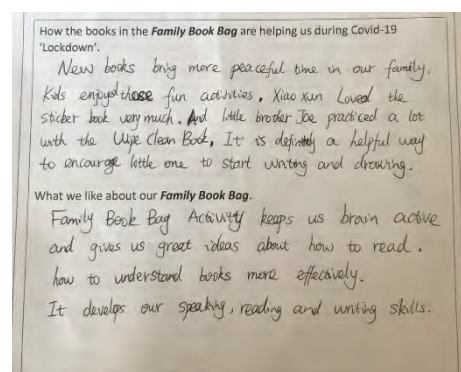 How the books in the Family Book Bag are helping us during Covid-19
'Lockdown'.
New books bring more peaceful time in our family.
Kids enjoyed those fun activities, Xiao Xun Loved the
sticker book very much. And little brother Joe practiced a lot
with the Wipe Clean Book, It is definitely a helpful way
to encourage little one to start writing and drowing.
What we like about our Family Book Bag.
Family Book Bag Activity keeps us brain active
and gives us great ideas about how to read.
how to understand books more effectively.
It develops our speaking, reading and writing skills.